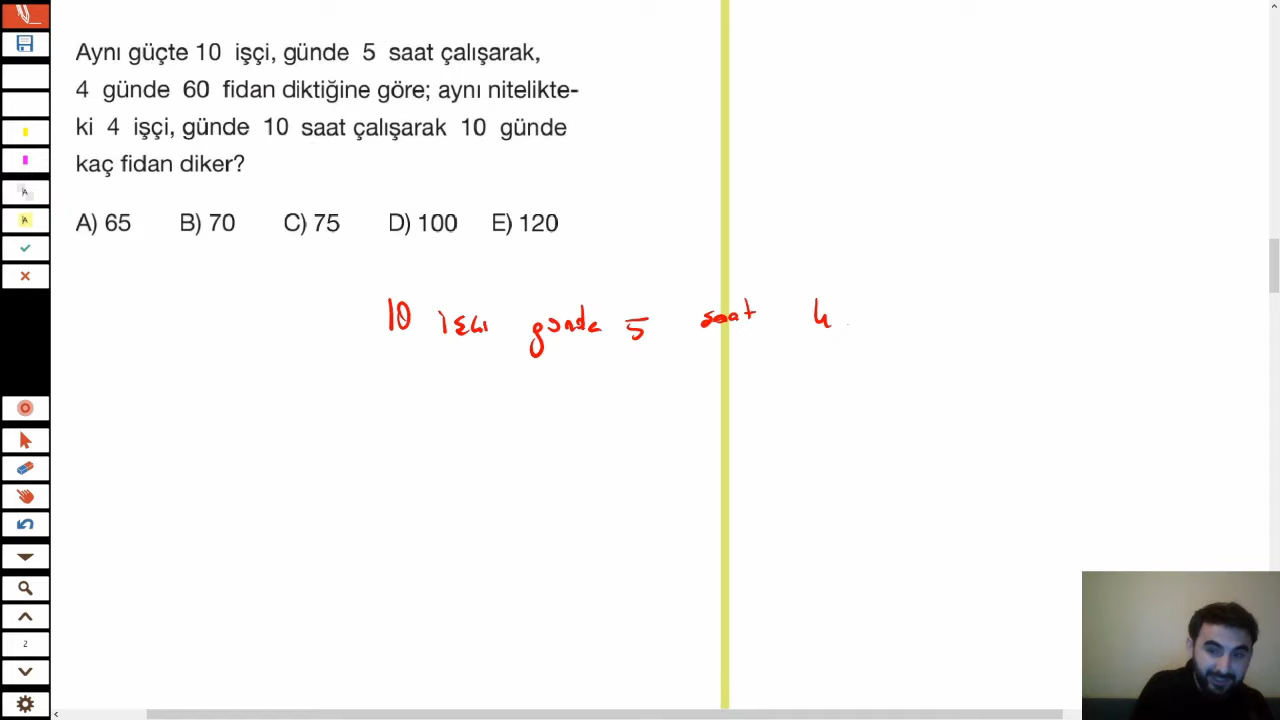 Aynı güçte 10 işçi, günde 5 saat çalışarak,
4 günde 60 fidan diktiğine göre; aynı nitelikte-
ki 4 işçi, günde 10 saat çalışarak 10 günde
kaç fidan diker?
A) 65 B) 70 C) 75 D) 100 E) 120
10 işçi günde 5 saat 4
A
A
2